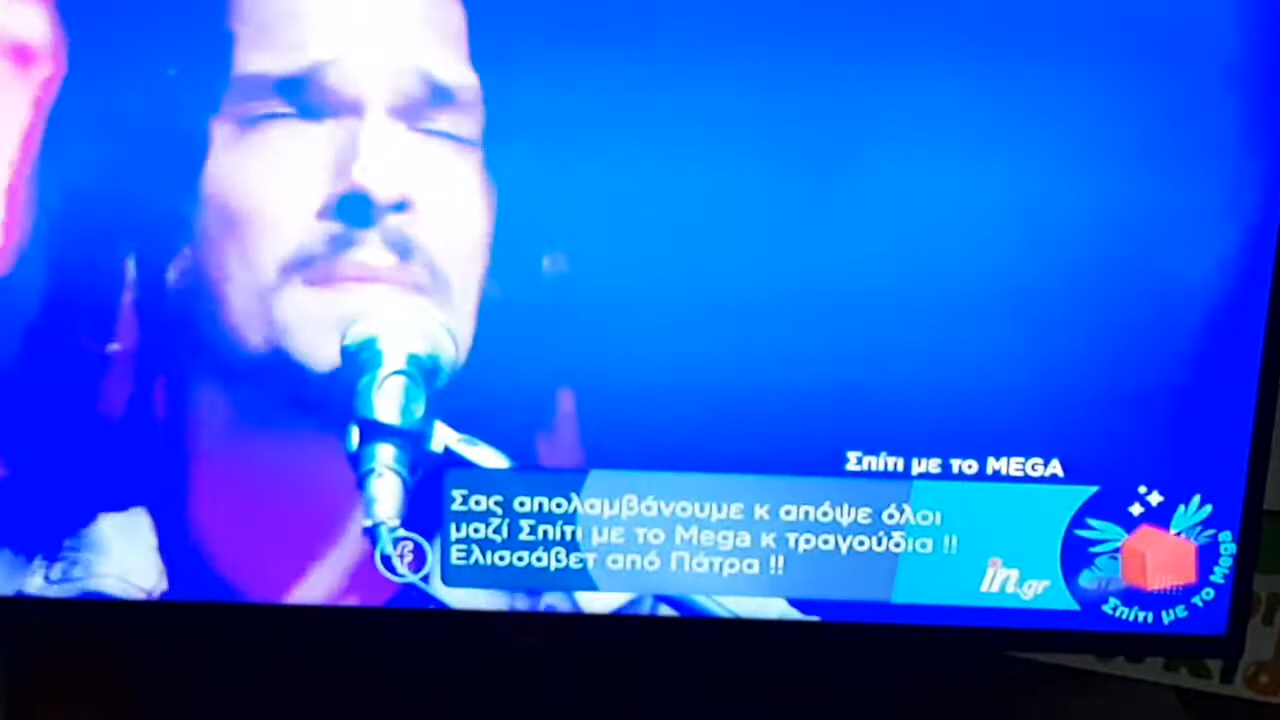 Σπίτι με το MEGA
Σας απολαμβάνουμε κ απόψε όλοι
μαζί Σπίτι με το Mega κ τραγούδια !!
Ελισσάβετ από Πάτρα !!
in.gr
Σπίτι με το Mega